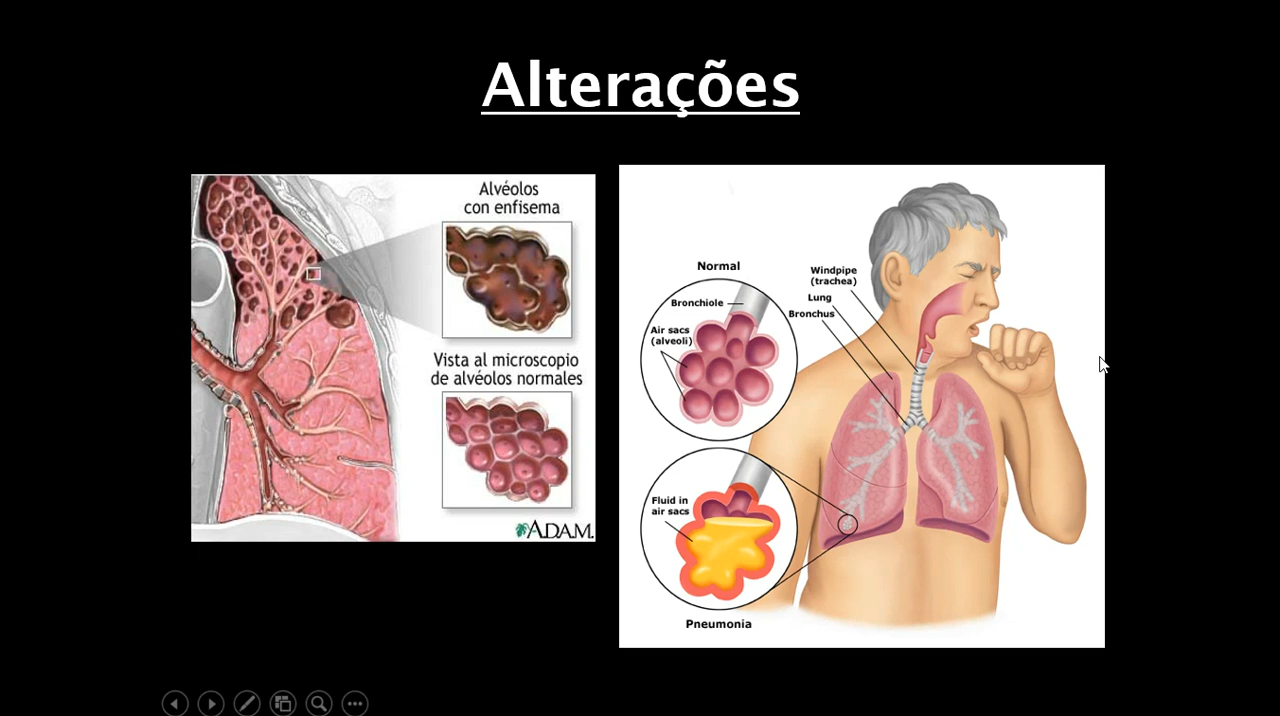 Alterações
Alvéolos
con enfisema
Vista al microscopio
de alvéolos normales
A.D.A.M.
Normal
Bronchiole
Air sacs
(alveoli)
Windpipe
(trachea)
Lung
Bronchus
Fluid in
air sacs
Pneumonia